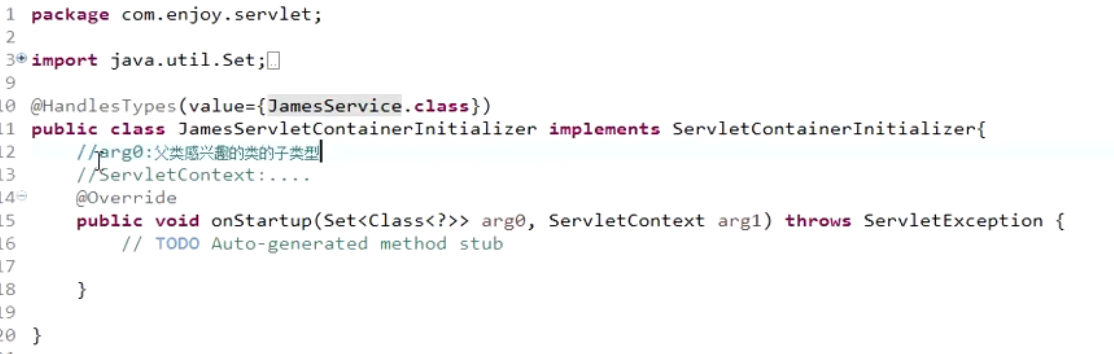 1 package com.enjoy.servlet;
2
3 import java.util.Set;
9
10 @HandlesTypes(value={JamesService.class})
11 public class JamesServletContainerInitializer implements ServletContainerInitializer{
12 //arg0:父类感兴趣的类的子类型
13 //ServletContext:....
14 @Override
15 public void onStartup(Set<Class<?>> arg0, ServletContext arg1) throws ServletException {
16 // TODO Auto-generated method stub
17
18 }
19
20 }